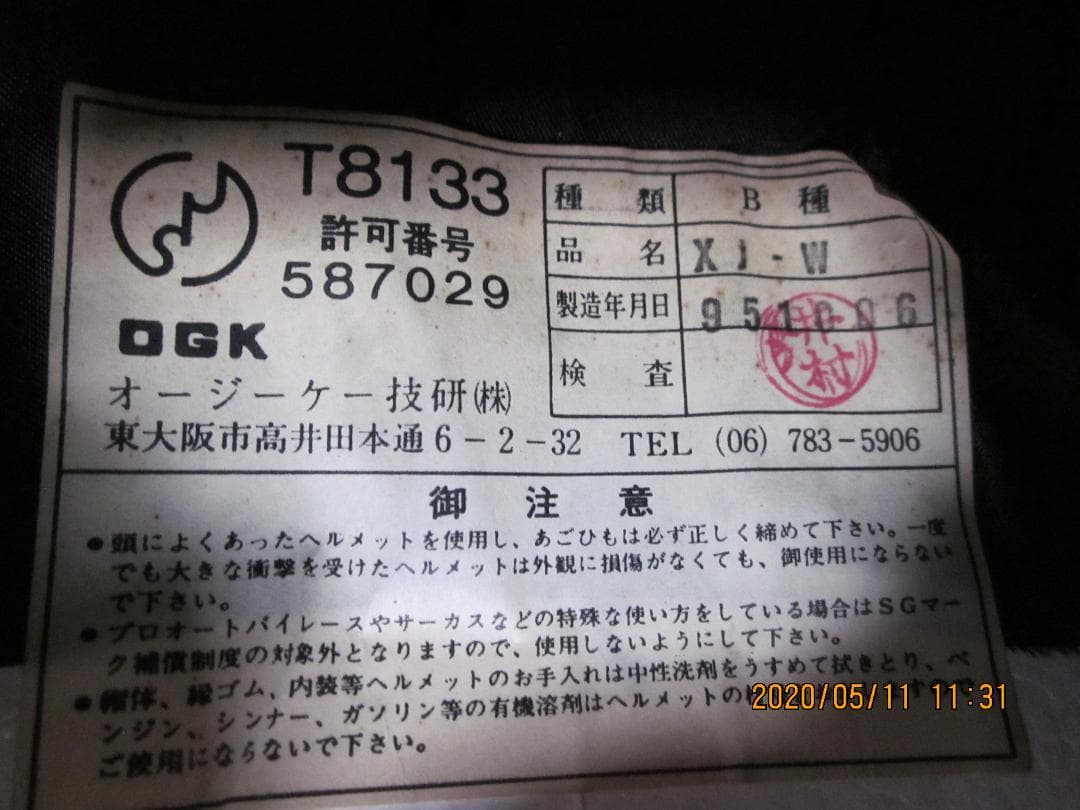 T8133
許可番号
587029
OGK
オージーケー技研(株)
東大阪市高井田本通6-2-32 TEL (06) 783-5906
種類 B種
品名 XJ-W
製造年月日 951006
検査 井村
御注意
●頭によくあったヘルメットを使用し、あごひもは必ず正しく締めて下さい。一度
でも大きな衝撃を受けたヘルメットは外観に損傷がなくても、御使用にならない
で下さい。
●プロオートバイレースやサーカスなどの特殊な使い方をしている場合はSGマー
ク補償制度の対象外となりますので、使用しないようにして下さい。
●帽体、縁ゴム、内装等ヘルメットのお手入れは中性洗剤をうすめて拭きとり、ベ
ンジン、シンナー、ガソリン等の有機溶剤はヘルメットの すので
ご使用にならないで下さい。
2020/05/11 11:31